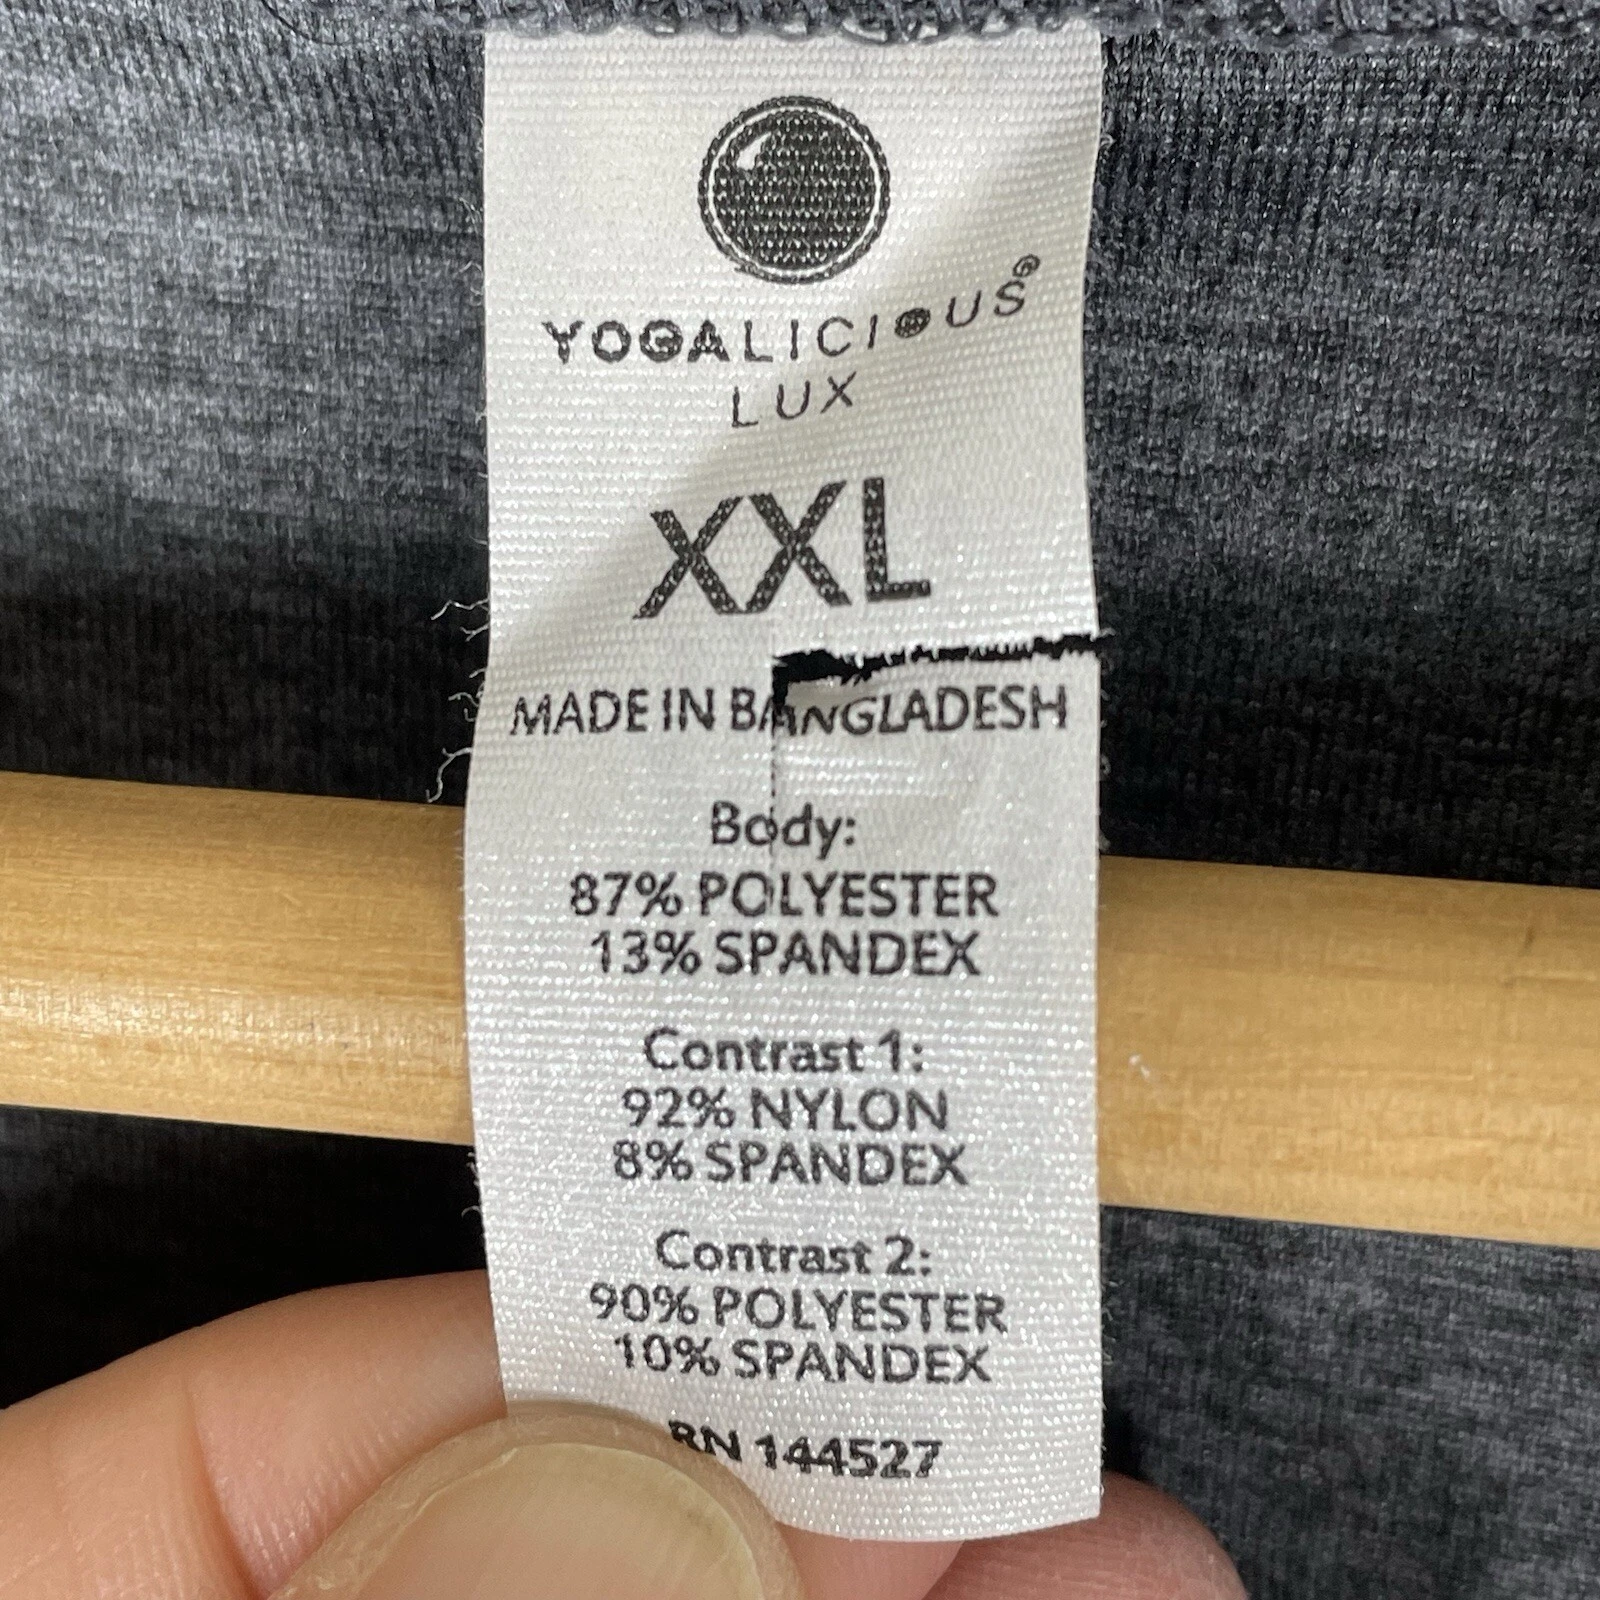 YOGALICIOUS®
LUX
XXL
MADE IN BANGLADESH
Body:
87% POLYESTER
13% SPANDEX
Contrast 1:
92% NYLON
8% SPANDEX
Contrast 2:
90% POLYESTER
10% SPANDEX
RN 144527